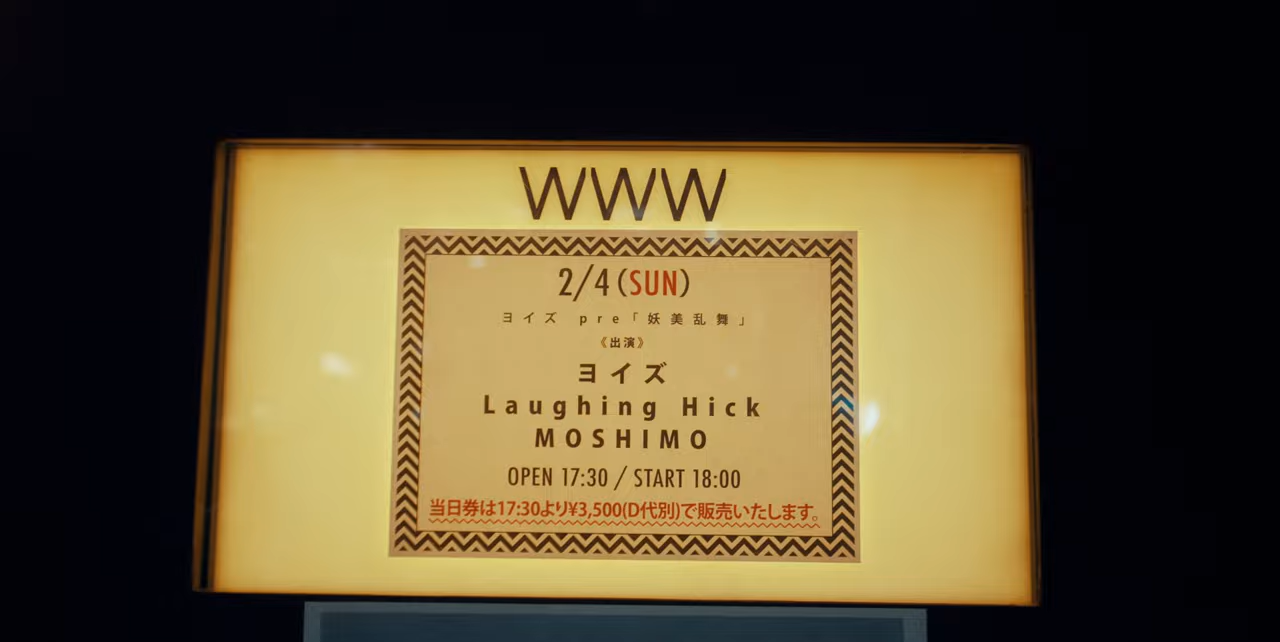 WWW
2/4(SUN)
ヨイズ pre「妖美乱舞」
《出演》
ヨイズ
Laughing Hick
MOSHIMO
OPEN 17:30 / START 18:00
当日券は17:30より¥3,500(D代別)で販売いたします。